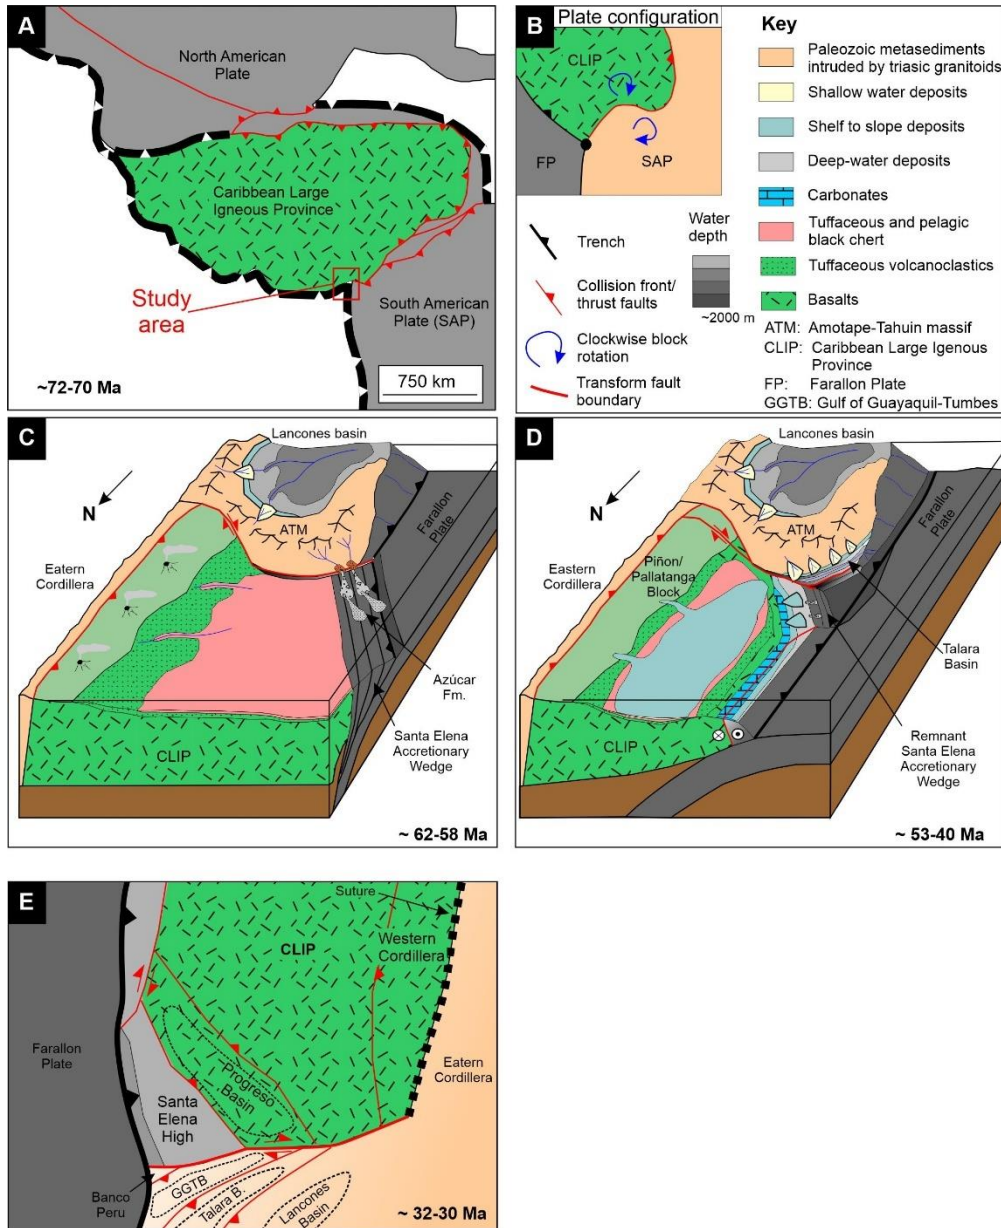 A
North American
Plate
Caribbean Large
Igneous Province
Study
area
South American
Plate (SAP)
~72-70 Ma
750 km
B
Plate configuration
CLIP
FP
SAP
Trench
Collision front/
thrust faults
Clockwise block
rotation
Transform fault
boundary
Water
depth
~2000 m
Key
Paleozoic metasediments
intruded by triasic granitoids
Shallow water deposits
Shelf to slope deposits
Deep-water deposits
Carbonates
Tuffaceous and pelagic
black chert
Tuffaceous volcanoclastics
Basalts
ATM: Amotape-Tahuin massif
CLIP: Caribbean Large Igenous
Province
FP: Farallon Plate
GGTB: Gulf of Guayaquil-Tumbes
C
Lancones basin
N
ATM
Farallon
Plate
Eatern
Cordillera
Azúcar
Fm.
Santa Elena
Accretionary
Wedge
CLIP
~ 62-58 Ma
D
Lancones basin
N
ATM
Farallon
Plate
Eastern
Cordillera
Piñon/
Pallatanga
Block
Talara
Basin
Remnant
Santa Elena
Accretionary
Wedge
CLIP
~ 53-40 Ma
E
Suture
CLIP
Western
Cordillera
Farallon
Plate
Progreso
Basin
Eatern
Cordillera
Santa
Elena
High
GGTB
Banco
Peru
Talara B.
Lancones
Basin
~ 32-30 Ma